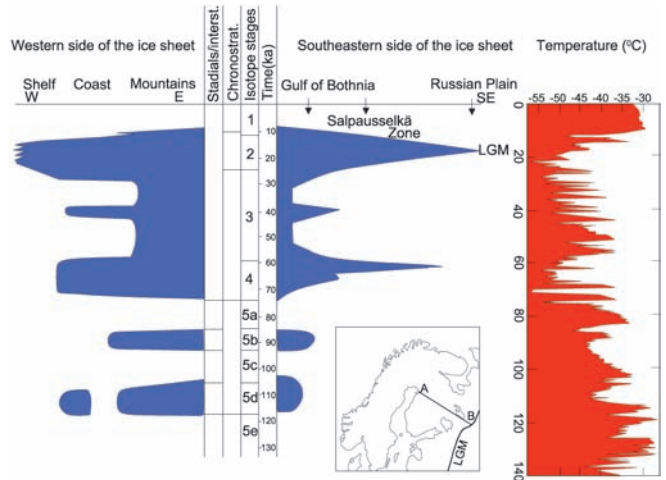 Western side of the ice sheet
Shelf
W
Coast
Mountains
E
Stadials/interst.
Chronostrat.
Isotope stages
Time(ka)
Southeastern side of the ice sheet
Gulf of Bothnia
Russian Plain
SE
Salpausselkä
Zone
LGM
Temperature (⁰C)
-55 -50 -45 -40 -35 -30
1
2
3
4
5a
5b
5c
5d
5e
10
20
30
40
50
60
70
80
90
100
110
120
130
A
B
LGM
0
20
40
60
80
100
120
140